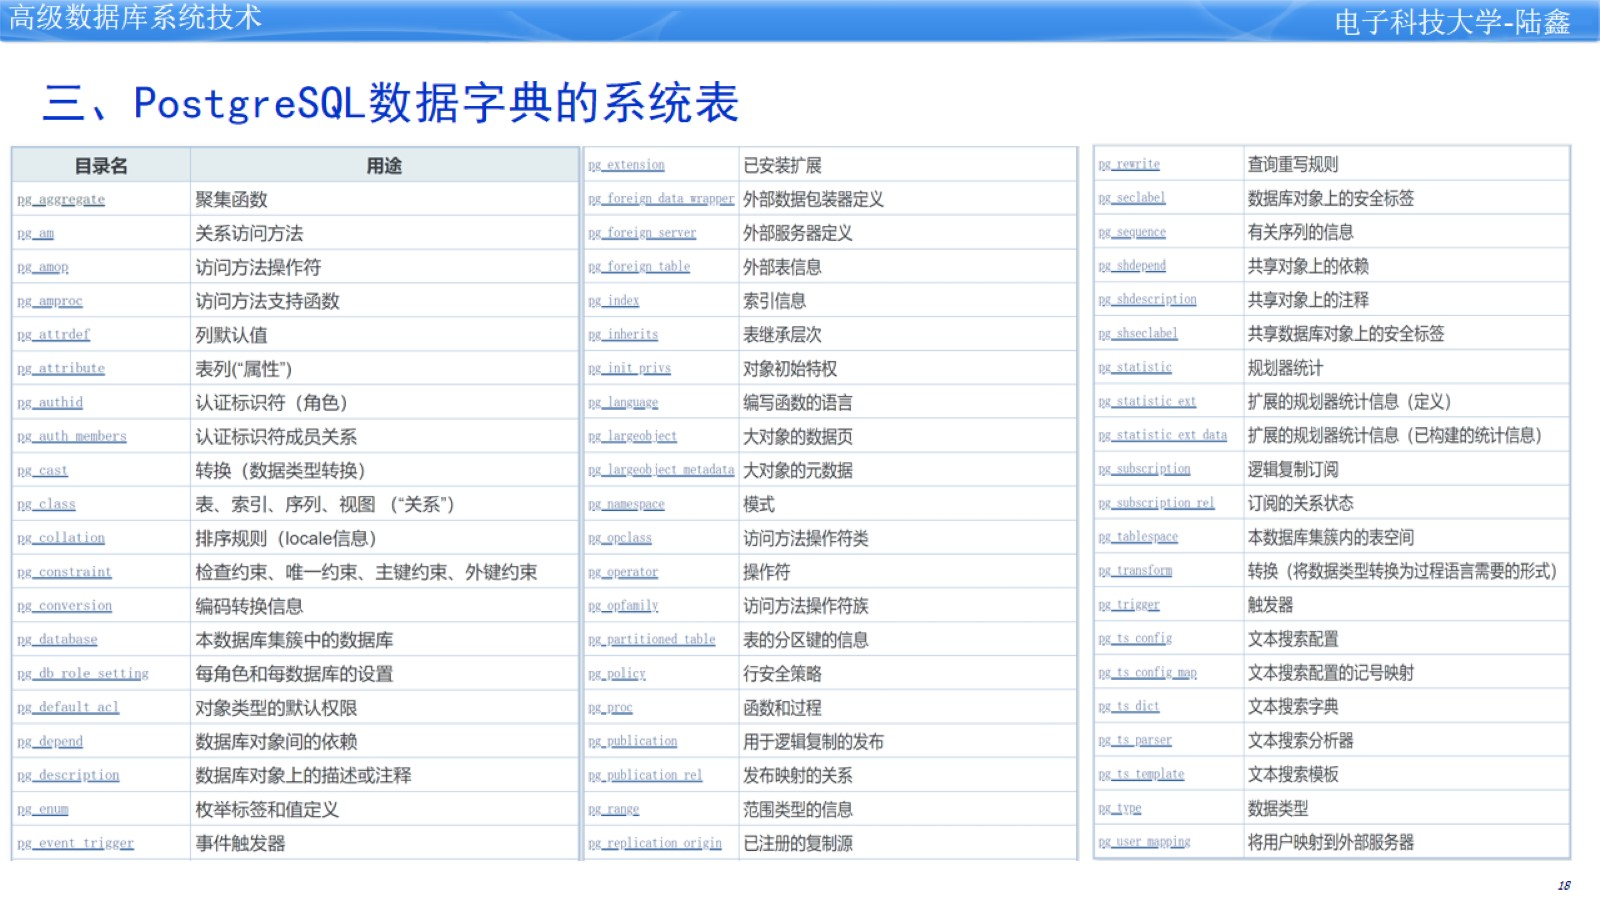 高级数据库系统技术
电子科技大学-陆鑫
三、PostgreSQL数据字典的系统表
目录名 用途
pg_aggregate 聚集函数
pg_am 关系访问方法
pg_amop 访问方法操作符
pg_amproc 访问方法支持函数
pg_attrdef 列默认值
pg_attribute 表列(“属性”)
pg_authid 认证标识符（角色）
pg_auth_members 认证标识符成员关系
pg_cast 转换（数据类型转换）
pg_class 表、索引、序列、视图 （“关系”）
pg_collation 排序规则（locale信息）
pg_constraint 检查约束、唯一约束、主键约束、外键约束
pg_conversion 编码转换信息
pg_database 本数据库集簇中的数据库
pg_db_role_setting 每角色和每数据库的设置
pg_default_acl 对象类型的默认权限
pg_depend 数据库对象间的依赖
pg_description 数据库对象上的描述或注释
pg_enum 枚举标签和值定义
pg_event_trigger 事件触发器
pg_extension 已安装扩展
pg_foreign_data_wrapper 外部数据包装器定义
pg_foreign_server 外部服务器定义
pg_foreign_table 外部表信息
pg_index 索引信息
pg_inherits 表继承层次
pg_init_privs 对象初始特权
pg_language 编写函数的语言
pg_largeobject 大对象的数据页
pg_largeobject_metadata 大对象的元数据
pg_namespace 模式
pg_opclass 访问方法操作符类
pg_operator 操作符
pg_opfamily 访问方法操作符族
pg_partitioned_table 表的分区键的信息
pg_policy 行安全策略
pg_proc 函数和过程
pg_publication 用于逻辑复制的发布
pg_publication_rel 发布映射的关系
pg_range 范围类型的信息
pg_replication_origin 已注册的复制源
pg_rewrite 查询重写规则
pg_seclabel 数据库对象上的安全标签
pg_sequence 有关序列的信息
pg_shdepend 共享对象上的依赖
pg_shdescription 共享对象上的注释
pg_shseclabel 共享数据库对象上的安全标签
pg_statistic 规划器统计
pg_statistic_ext 扩展的规划器统计信息（定义）
pg_statistic_ext_data 扩展的规划器统计信息（已构建的统计信息）
pg_subscription 逻辑复制订阅
pg_subscription_rel 订阅的关系状态
pg_tablespace 本数据库集簇内的表空间
pg_transform 转换（将数据类型转换为过程语言需要的形式）
pg_trigger 触发器
pg_ts_config 文本搜索配置
pg_ts_config_map 文本搜索配置的记号映射
pg_ts_dict 文本搜索字典
pg_ts_parser 文本搜索分析器
pg_ts_template 文本搜索模板
pg_type 数据类型
pg_user_mapping 将用户映射到外部服务器
18